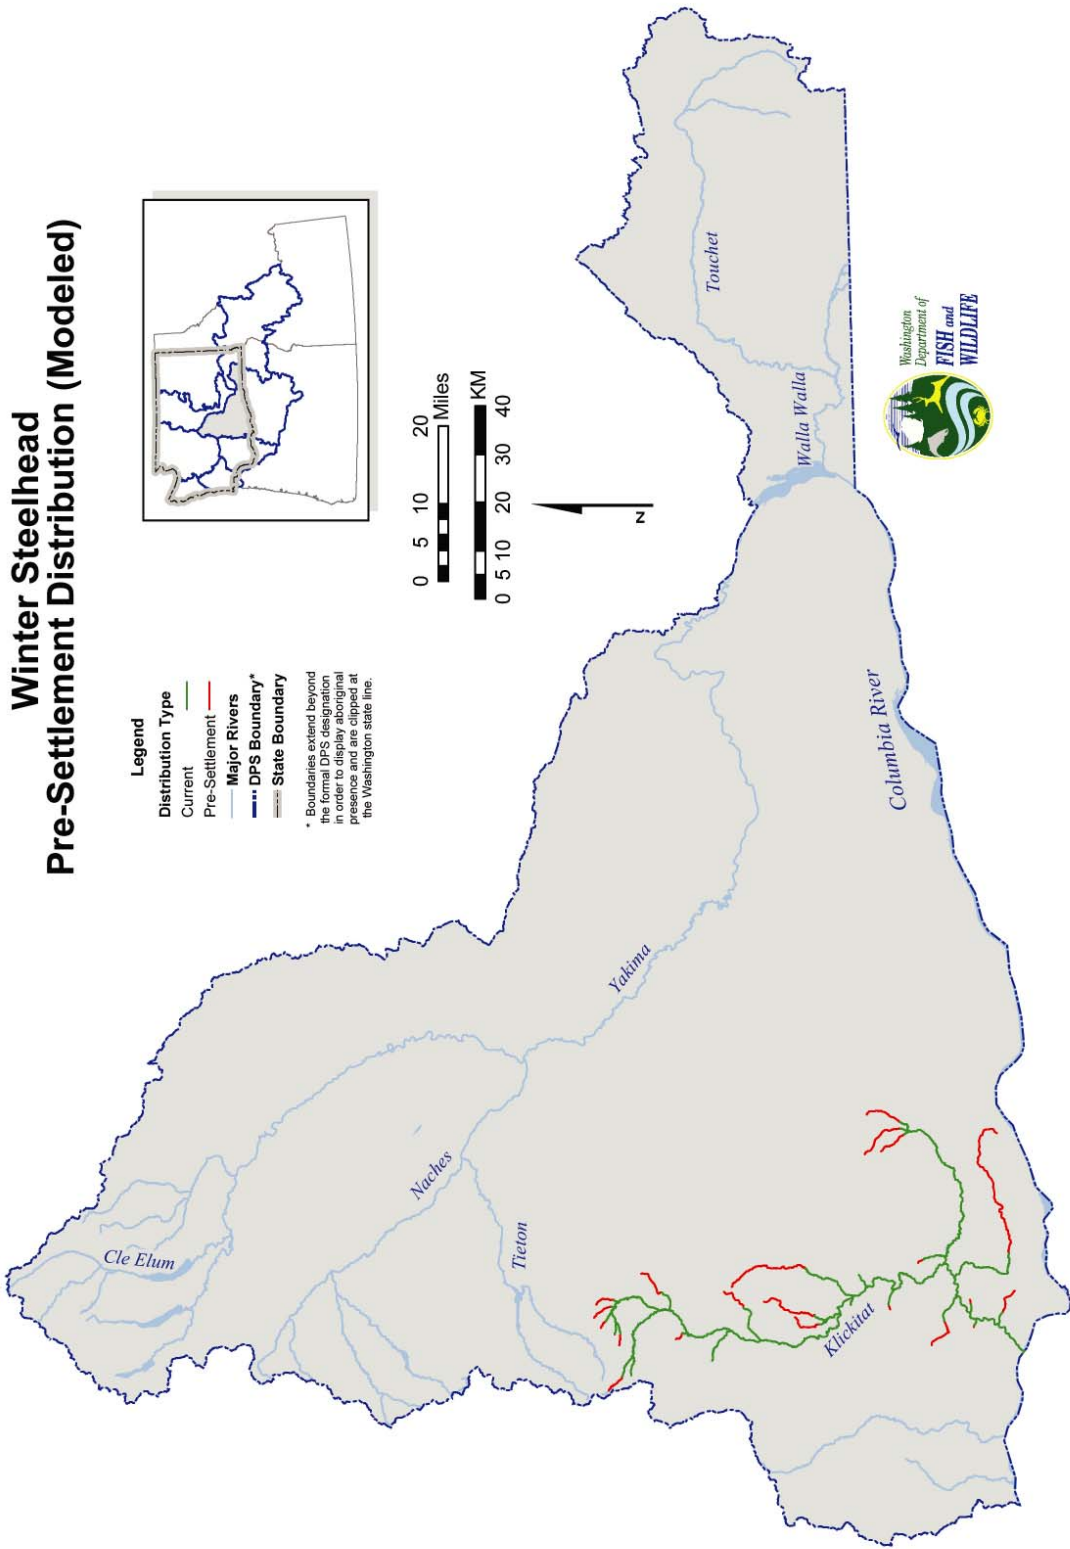 Winter Steelhead
Pre-Settlement Distribution (Modeled)
Legend
Distribution Type
Current
Pre-Settlement
Major Rivers
DPS Boundary*
State Boundary
* Boundaries extend beyond
the formal DPS designation
in order to display aboriginal
presence and are clipped at
the Washington state line.
0 5 10 20
Miles
KM
0 5 10 20 30 40
N
Cle Elum
Naches
Tieton
Yakima
Klickitat
Columbia River
Walla Walla
Touchet
Washington
Department of
FISH and
WILDLIFE